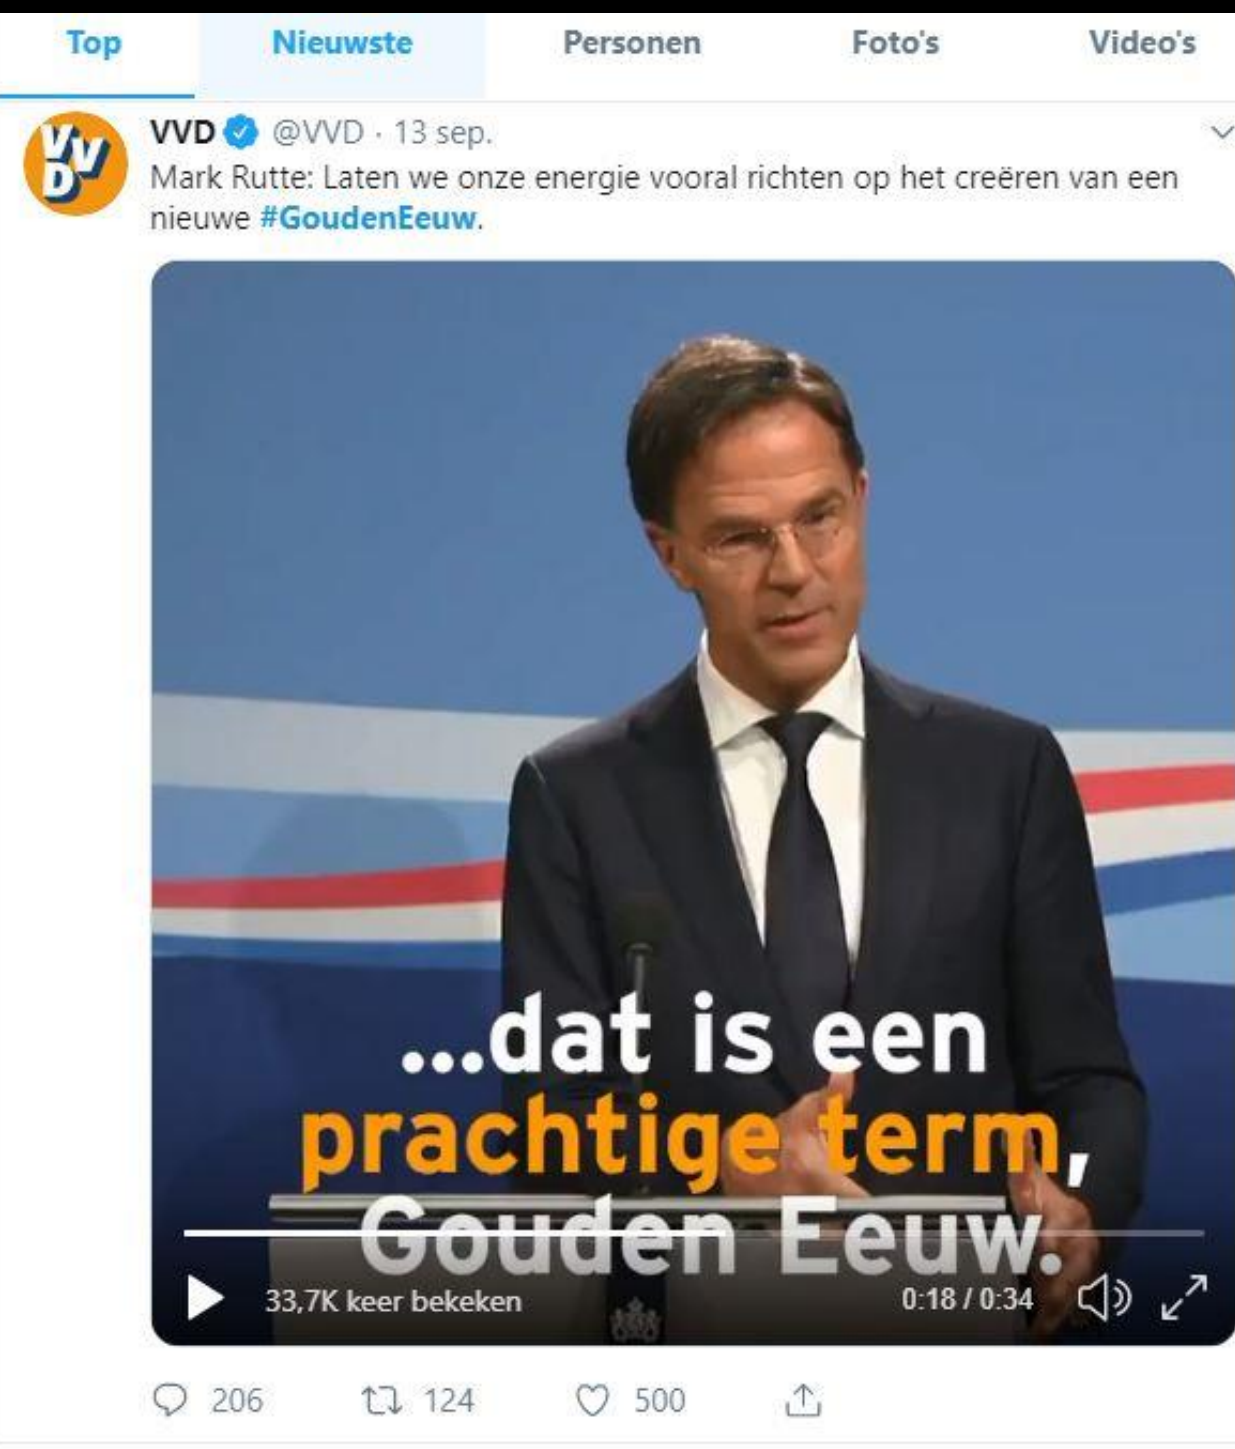 Top Nieuwste Personen Foto's Video's
VVD
VVD @VVD · 13 sep.
Mark Rutte: Laten we onze energie vooral richten op het creëren van een
nieuwe #GoudenEeuw.
...dat is een
prachtige term,
Gouden Eeuw.
33,7K keer bekeken 0:18 / 0:34
206 124 500